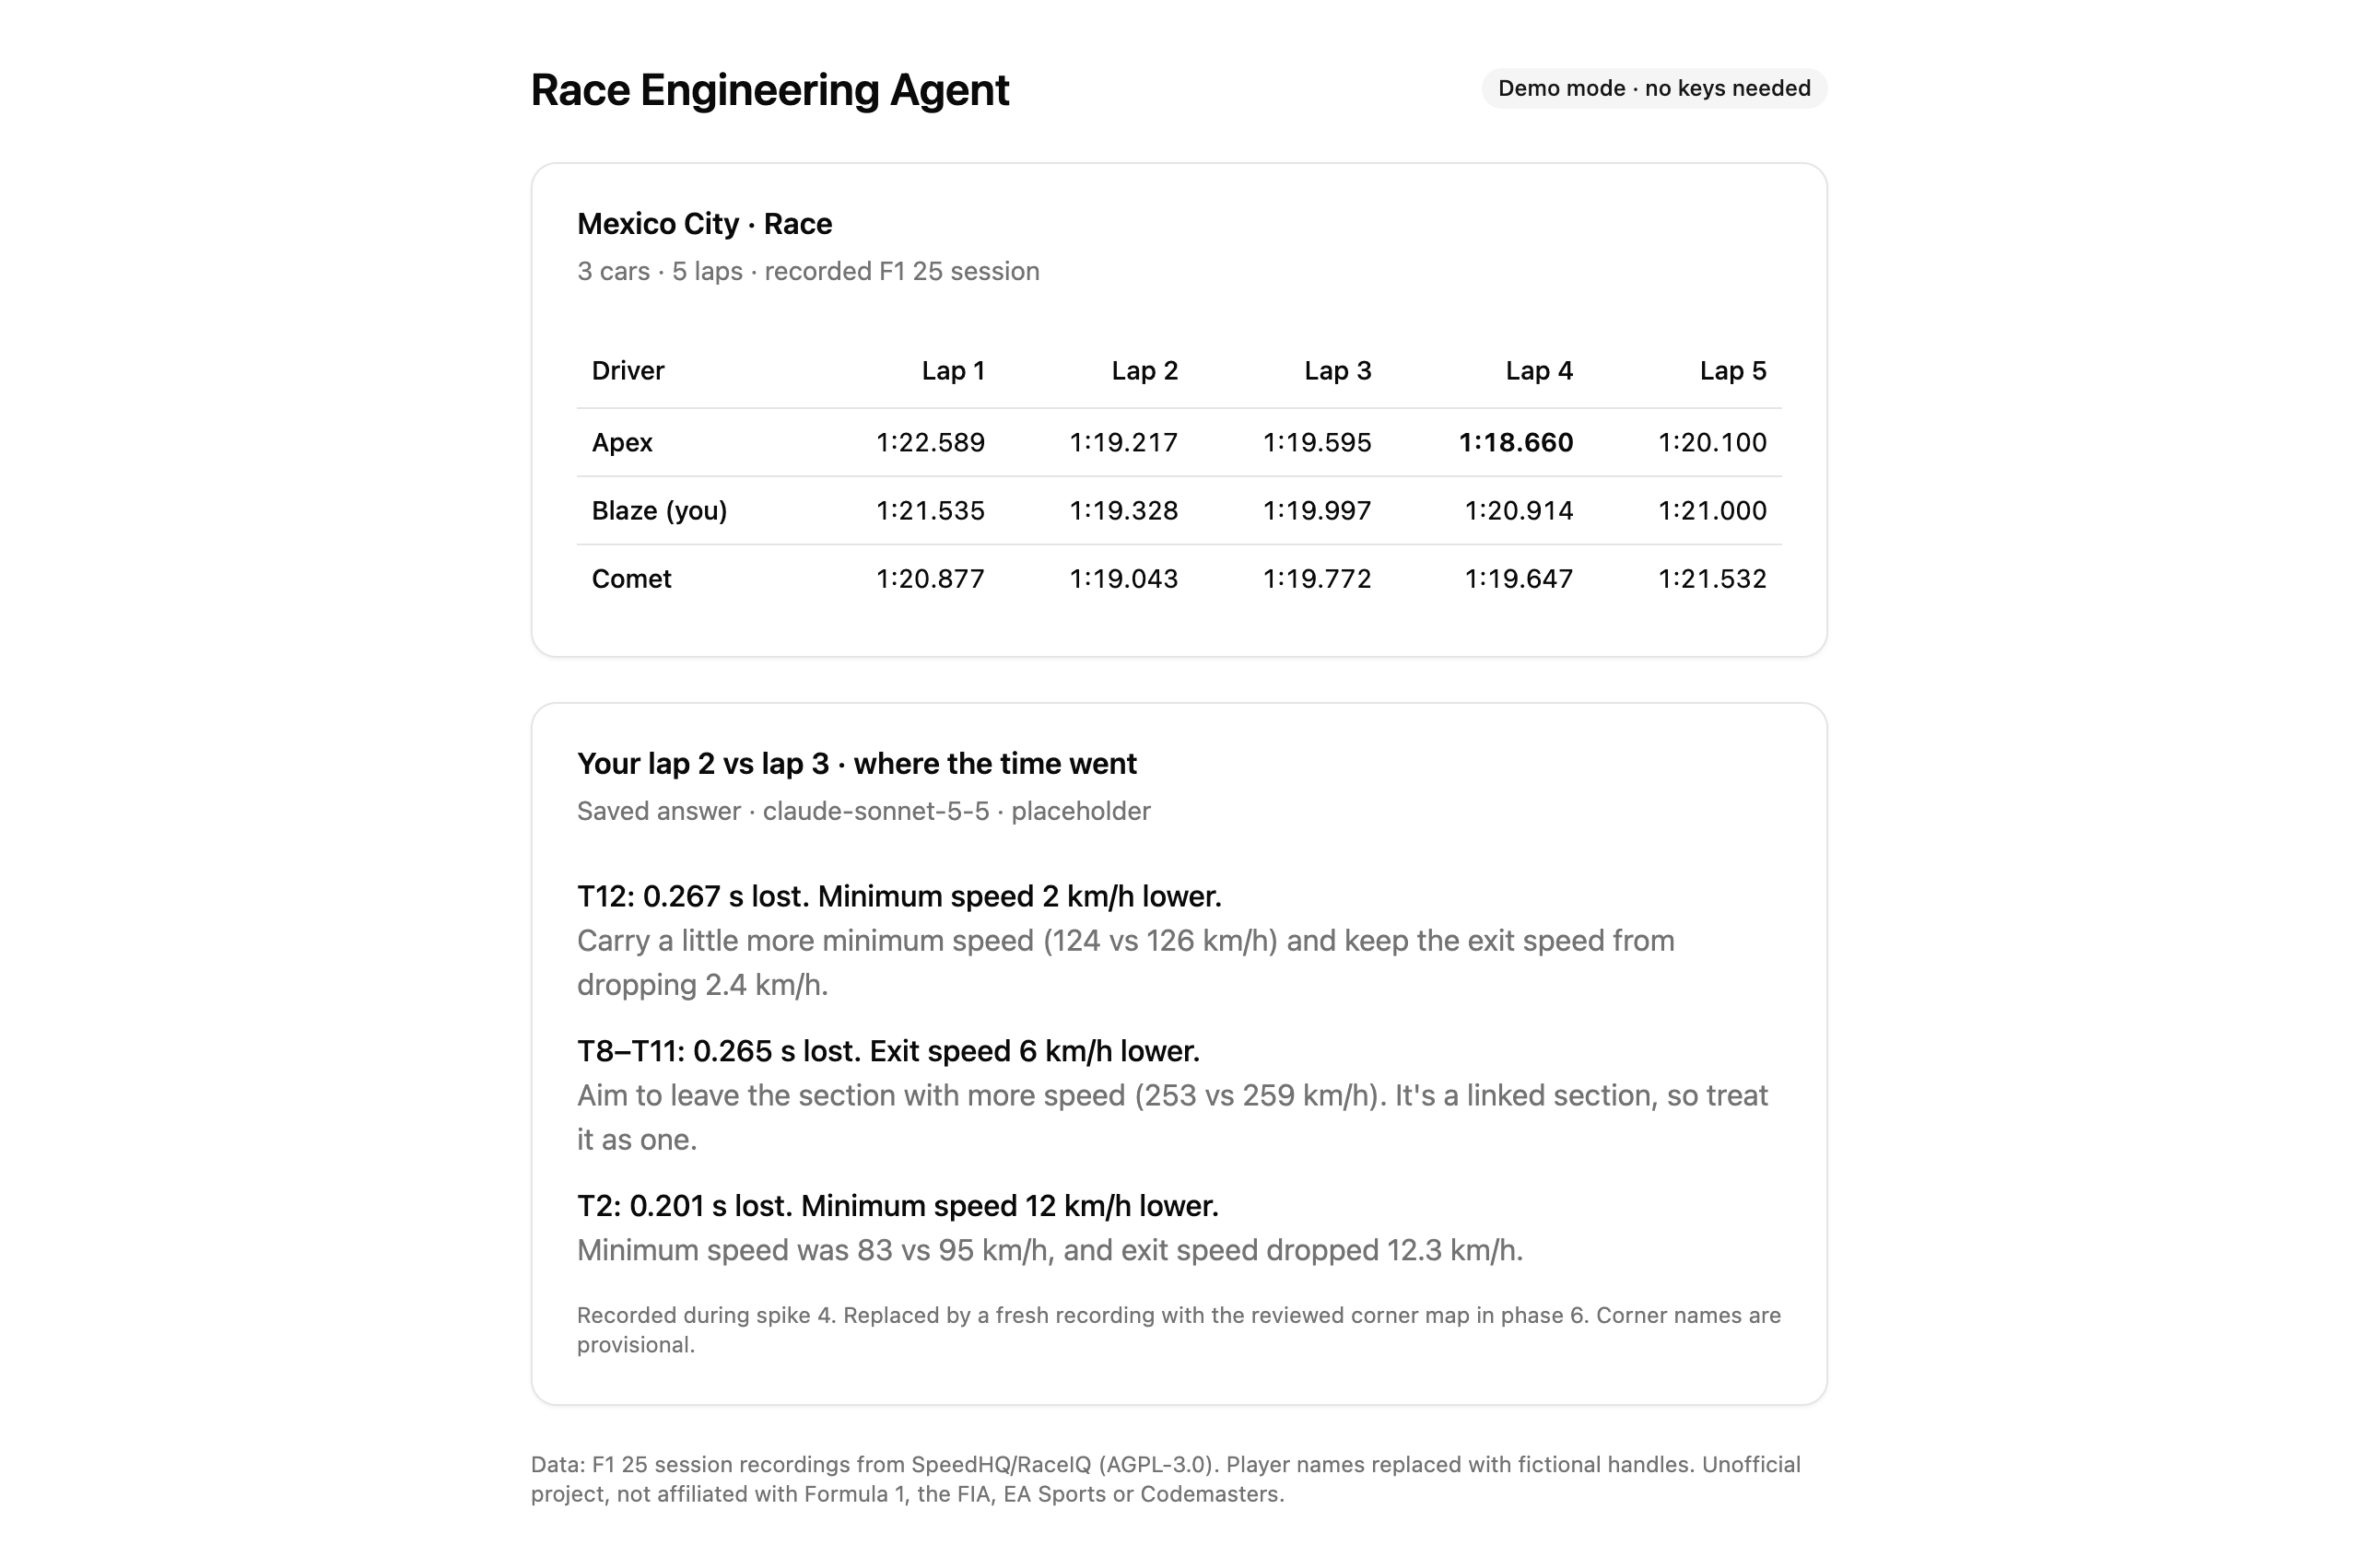 Race Engineering Agent
Demo mode · no keys needed
Mexico City · Race
3 cars · 5 laps · recorded F1 25 session
Driver Lap 1 Lap 2 Lap 3 Lap 4 Lap 5
Apex 1:22.589 1:19.217 1:19.595 1:18.660 1:20.100
Blaze (you) 1:21.535 1:19.328 1:19.997 1:20.914 1:21.000
Comet 1:20.877 1:19.043 1:19.772 1:19.647 1:21.532
Your lap 2 vs lap 3 · where the time went
Saved answer · claude-sonnet-5-5 · placeholder
T12: 0.267 s lost. Minimum speed 2 km/h lower.
Carry a little more minimum speed (124 vs 126 km/h) and keep the exit speed from
dropping 2.4 km/h.
T8–T11: 0.265 s lost. Exit speed 6 km/h lower.
Aim to leave the section with more speed (253 vs 259 km/h). It's a linked section, so treat
it as one.
T2: 0.201 s lost. Minimum speed 12 km/h lower.
Minimum speed was 83 vs 95 km/h, and exit speed dropped 12.3 km/h.
Recorded during spike 4. Replaced by a fresh recording with the reviewed corner map in phase 6. Corner names are
provisional.
Data: F1 25 session recordings from SpeedHQ/RaceIQ (AGPL-3.0). Player names replaced with fictional handles. Unofficial
project, not affiliated with Formula 1, the FIA, EA Sports or Codemasters.